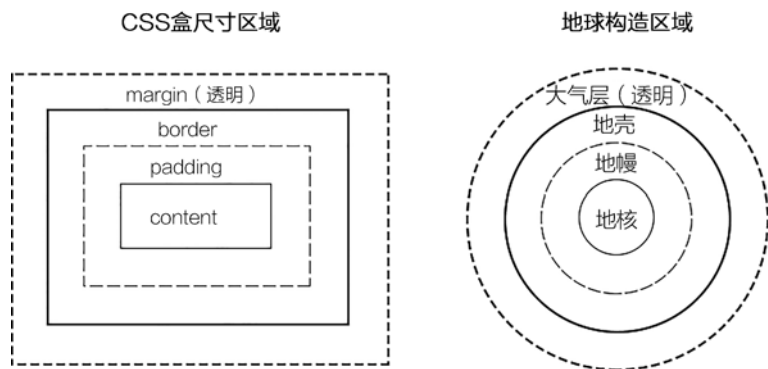 CSS盒尺寸区域
margin（透明）
border
padding
content
地球构造区域
大气层（透明）
地壳
地幔
地核